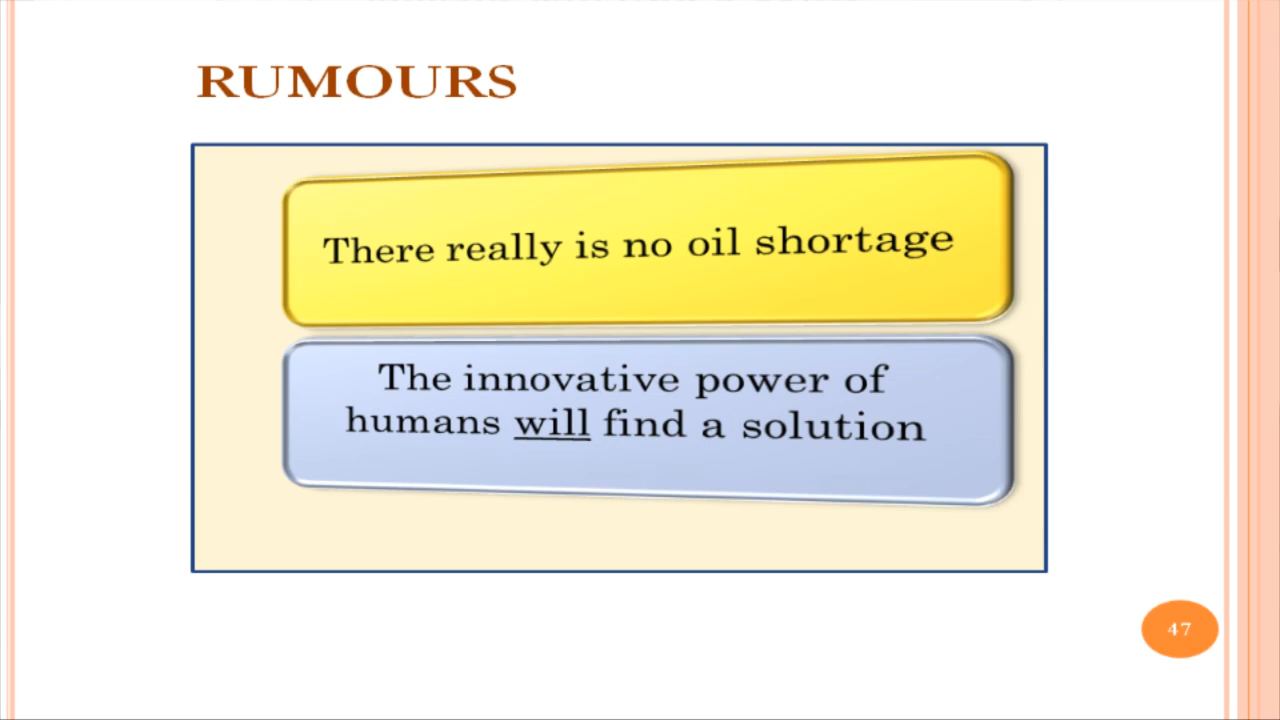 RUMOURS
There really is no oil shortage
The innovative power of
humans will find a solution
47